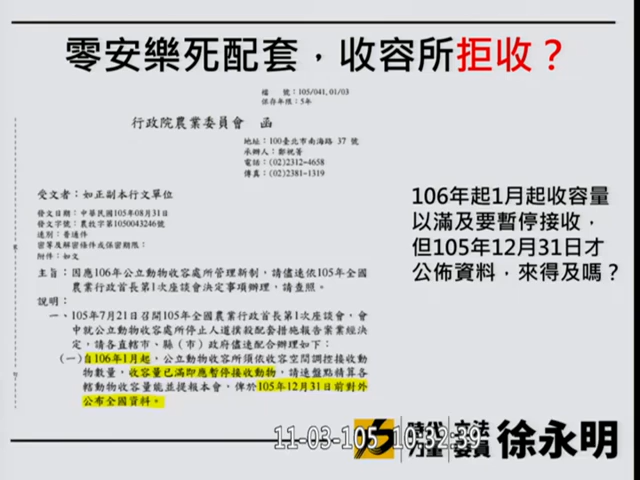 零安樂死配套，收容所拒收？
檔　號：105/041, 01/03
保存年限：5年
行政院農業委員會　函
地址：100臺北市南海路 37 號
承辦人：鄭祝菁
電話：(02)2312-4658
傳真：(02)2381-1319
受文者：如正副本行文單位
發文日期：中華民國105年08月31日
發文字號：農牧字第1050043246號
速別：普通件
密等及解密條件或保密期限：
附件：如文
主旨：因應106年公立動物收容處所管理新制，請儘速依105年全國
農業行政首長第1次座談會決定事項辦理，請查照。
說明：
一、105年7月21日召開105年全國農業行政首長第1次座談會，會
中就公立動物收容處所停止人道撲殺配套措施報告案業經決
定，請各直轄市、縣（市）政府儘速配合辦理如下：
(一)自106年1月起，公立動物收容所須依收容空間調控接收動
物數量，收容量已滿即應暫停接收動物，請速盤點精算各
轄動物收容量能並提報本會，俾於105年12月31日前對外
公布全國資料。
106年起1月起收容量
以滿及要暫停接收，
但105年12月31日才
公佈資料，來得及嗎？
11-03-105 10:32:39
時代力量 立法委員 徐永明